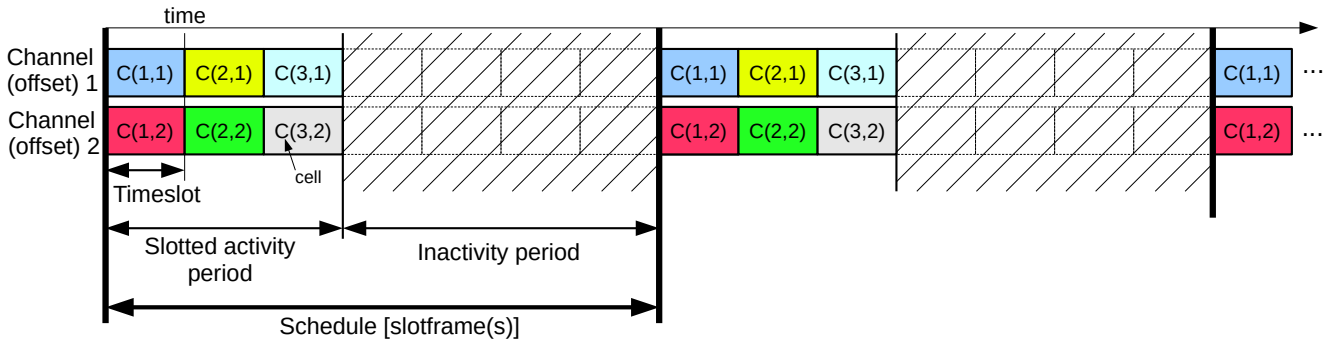 time
Channel
(offset) 1
C(1,1) C(2,1) C(3,1) C(1,1) C(2,1) C(3,1) C(1,1) ...
Channel
(offset) 2
C(1,2) C(2,2) C(3,2) C(1,2) C(2,2) C(3,2) C(1,2) ...
cell
Timeslot
Slotted activity
period
Inactivity period
Schedule [slotframe(s)]